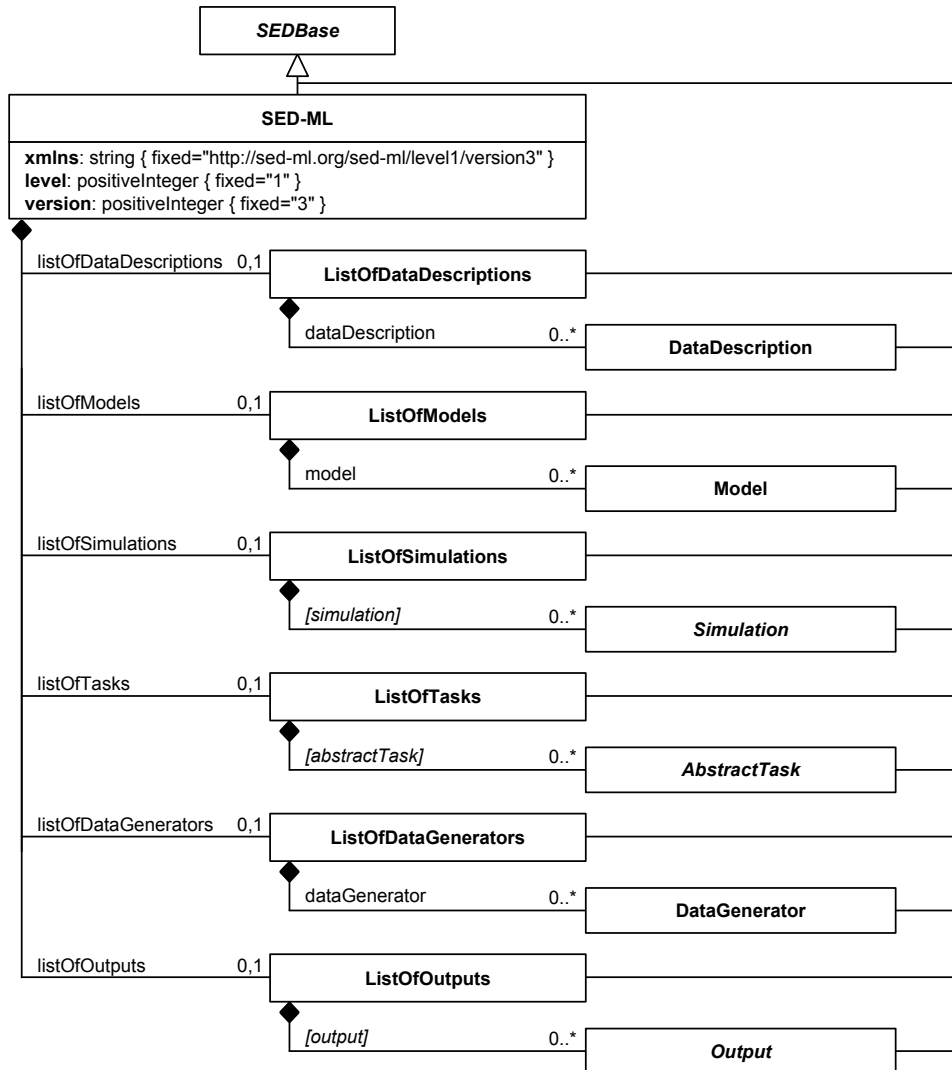 SEDBase
SED-ML
xmlns: string { fixed="http://sed-ml.org/sed-ml/level1/version3" }
level: positiveInteger { fixed="1" }
version: positiveInteger { fixed="3" }
listOfDataDescriptions 0,1 ListOfDataDescriptions
dataDescription 0..* DataDescription
listOfModels 0,1 ListOfModels
model 0..* Model
listOfSimulations 0,1 ListOfSimulations
[simulation] 0..* Simulation
listOfTasks 0,1 ListOfTasks
[abstractTask] 0..* AbstractTask
listOfDataGenerators 0,1 ListOfDataGenerators
dataGenerator 0..* DataGenerator
listOfOutputs 0,1 ListOfOutputs
[output] 0..* Output